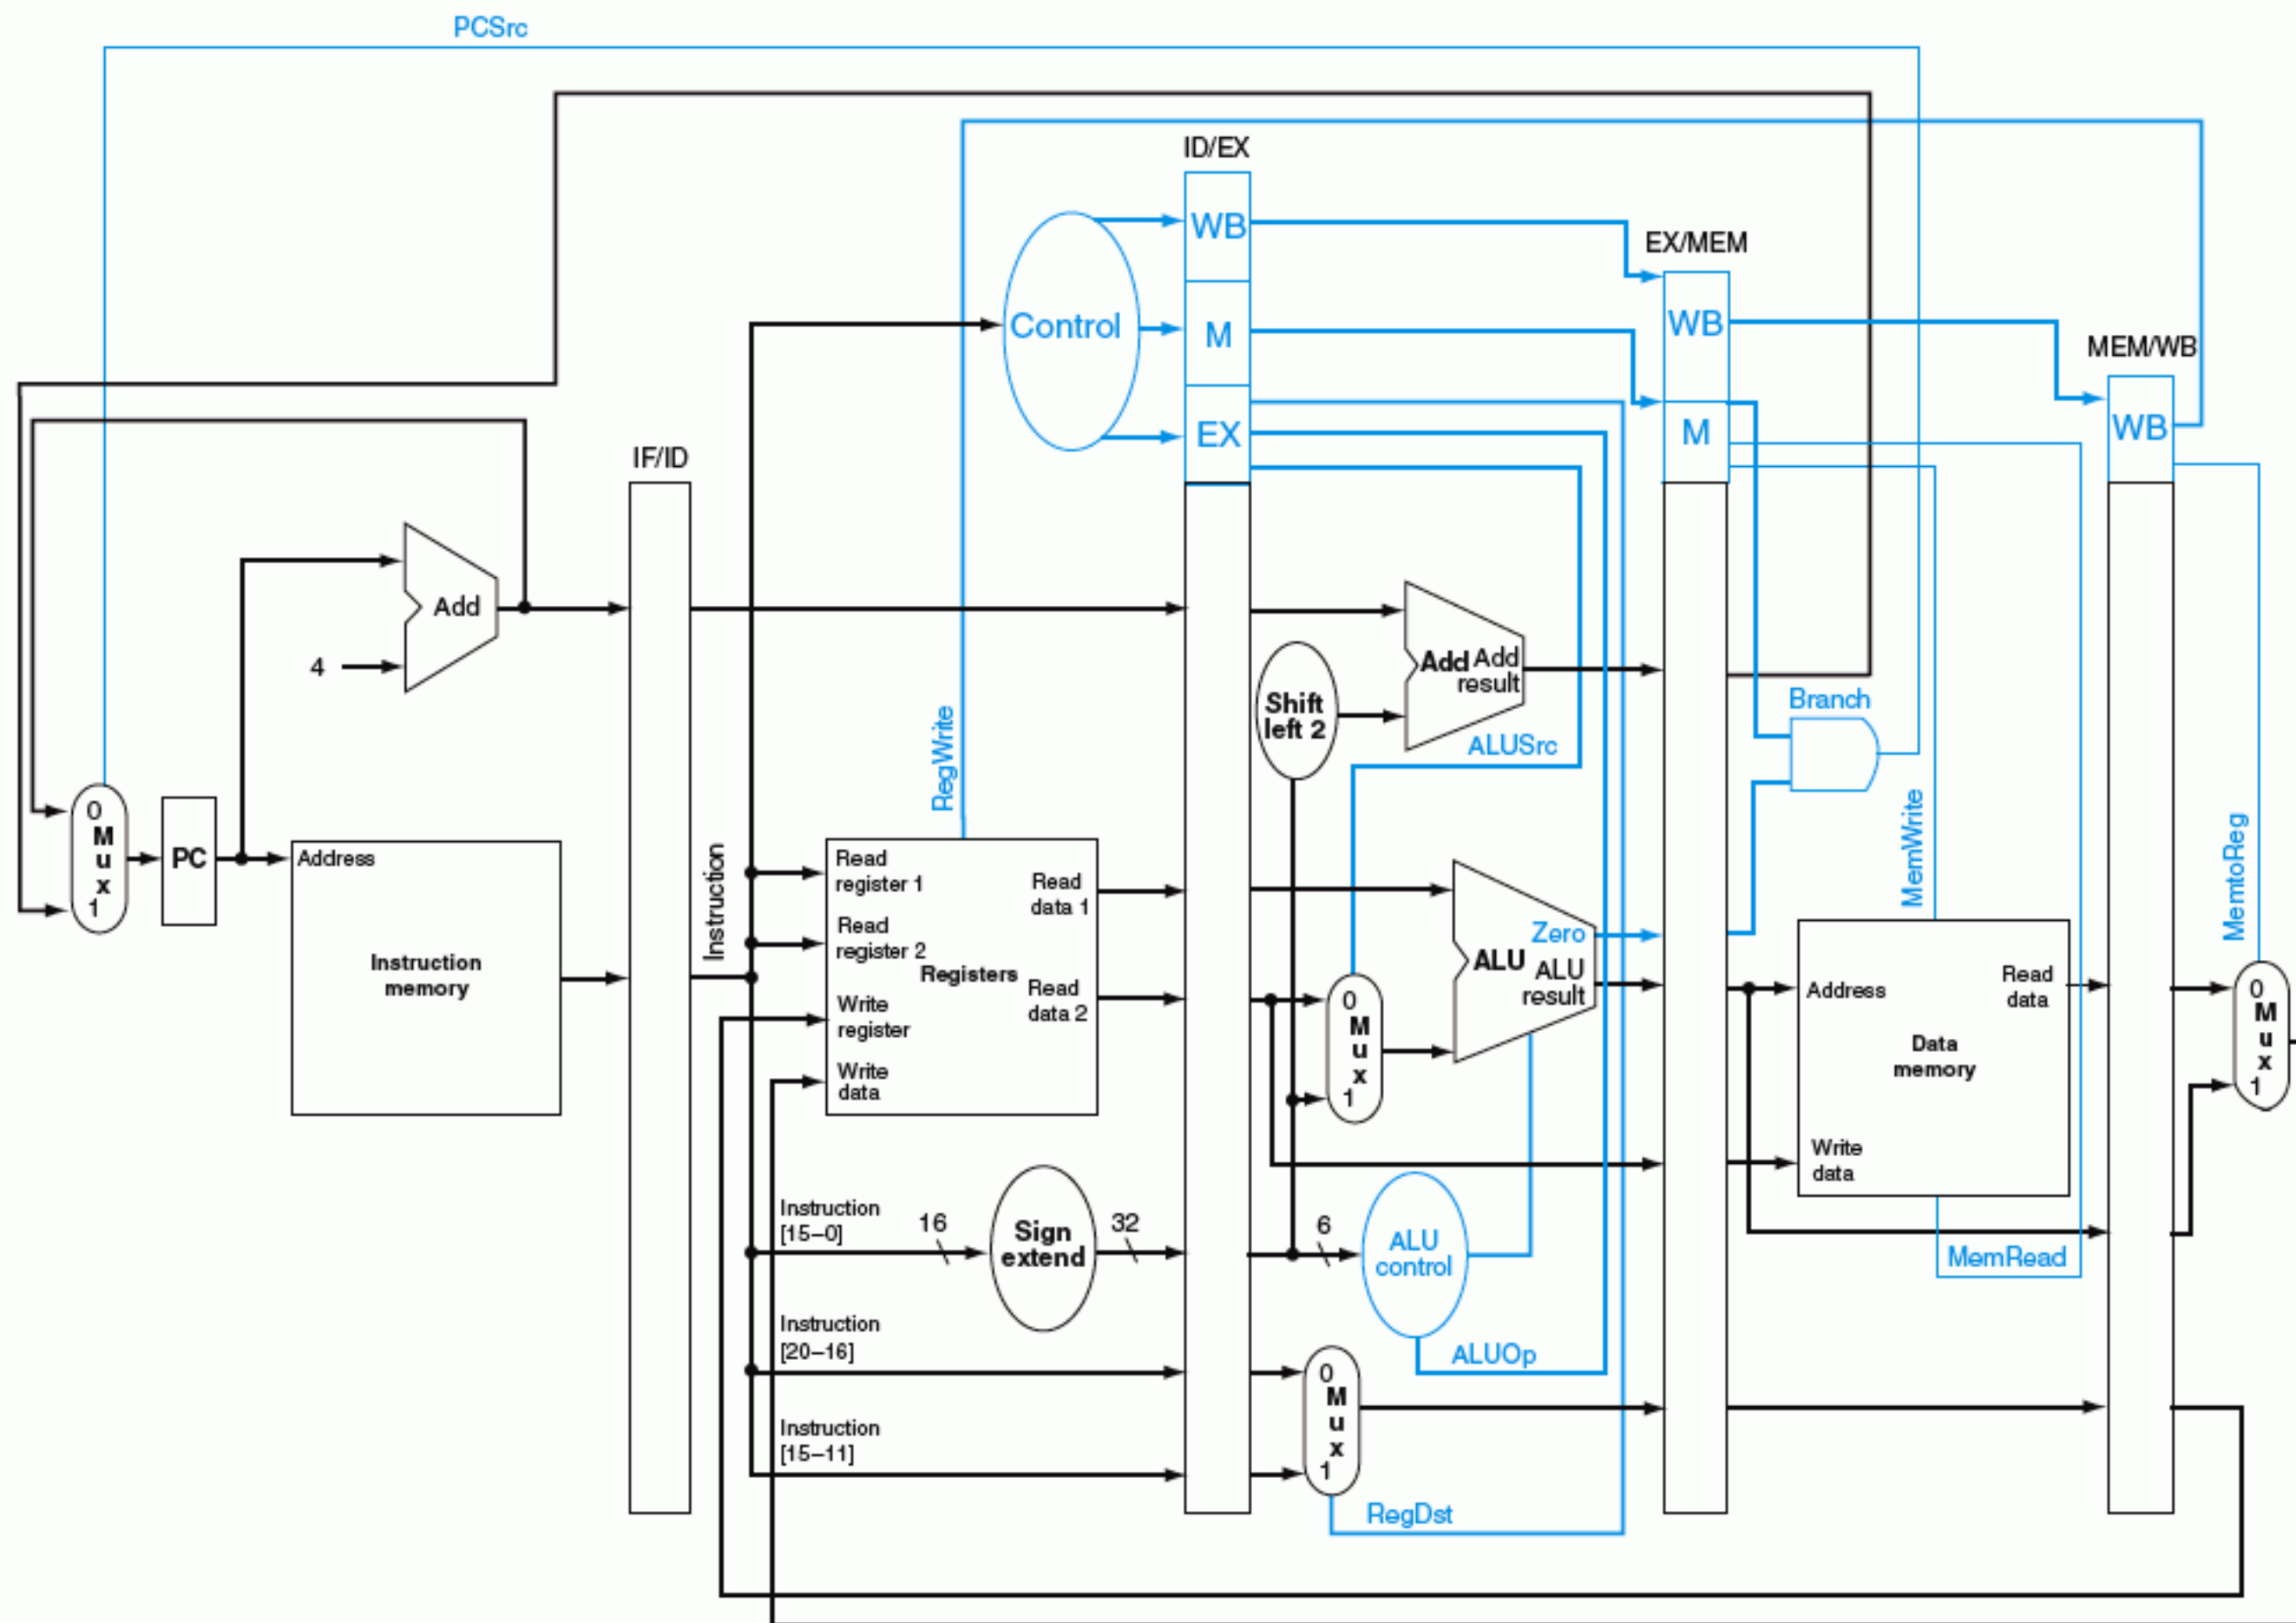 PCSrc
ID/EX
WB
EX/MEM
Control
M
WB
MEM/WB
EX
M
WB
IF/ID
Add
4
Add Add
result
Shift
left 2
Branch
ALUSrc
RegWrite
MemWrite
MemtoReg
0
M
u
x
1
PC
Address
Instruction
memory
Instruction
Read
register 1
Read
data 1
Read
register 2
Registers
Read
data 2
Write
register
Write
data
Zero
ALU ALU
result
0
M
u
x
1
Address
Read
data
Data
memory
Write
data
0
M
u
x
1
Instruction
[15–0]
16
Sign
extend
32
6
ALU
control
MemRead
Instruction
[20–16]
ALUOp
0
M
u
x
1
Instruction
[15–11]
RegDst